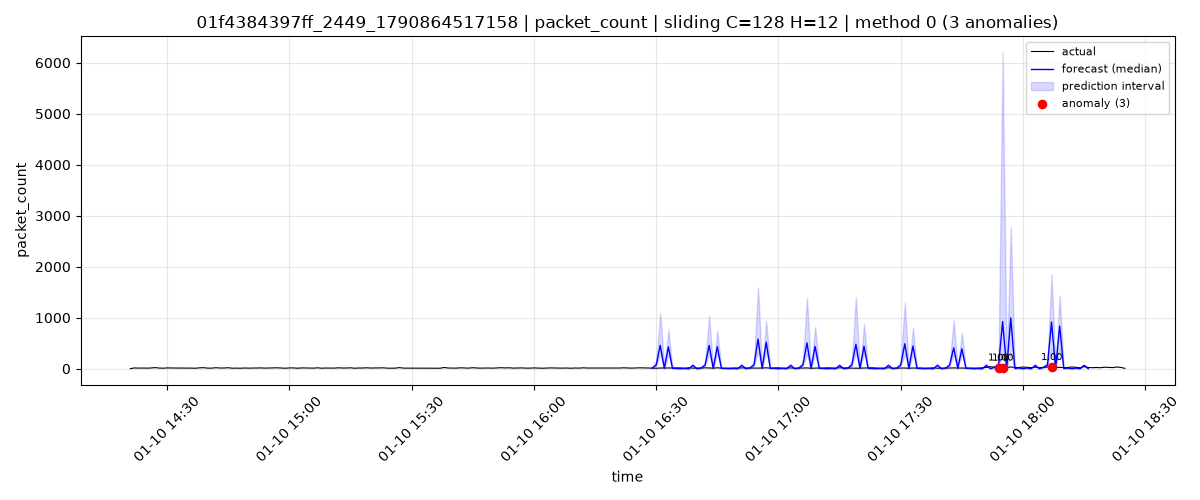 01f4384397ff_2449_1790864517158 | packet_count | sliding C=128 H=12 | method 0 (3 anomalies)
actual
forecast (median)
prediction interval
anomaly (3)
6000
5000
4000
3000
2000
1000
0
packet_count
1.00
01-10 14:30
01-10 15:00
01-10 15:30
01-10 16:00
01-10 16:30
01-10 17:00
01-10 17:30
01-10 18:00
01-10 18:30
time